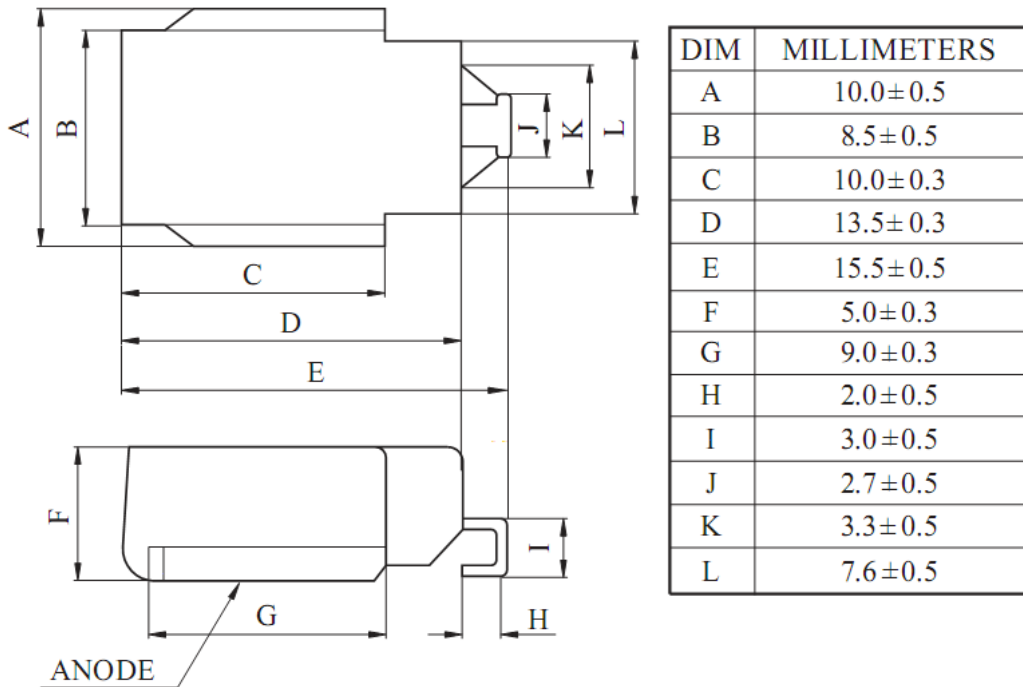 A
B
J
K
L
C
D
E
F
I
G
H
ANODE
DIM MILLIMETERS
A 10.0±0.5
B 8.5±0.5
C 10.0±0.3
D 13.5±0.3
E 15.5±0.5
F 5.0±0.3
G 9.0±0.3
H 2.0±0.5
I 3.0±0.5
J 2.7±0.5
K 3.3±0.5
L 7.6±0.5